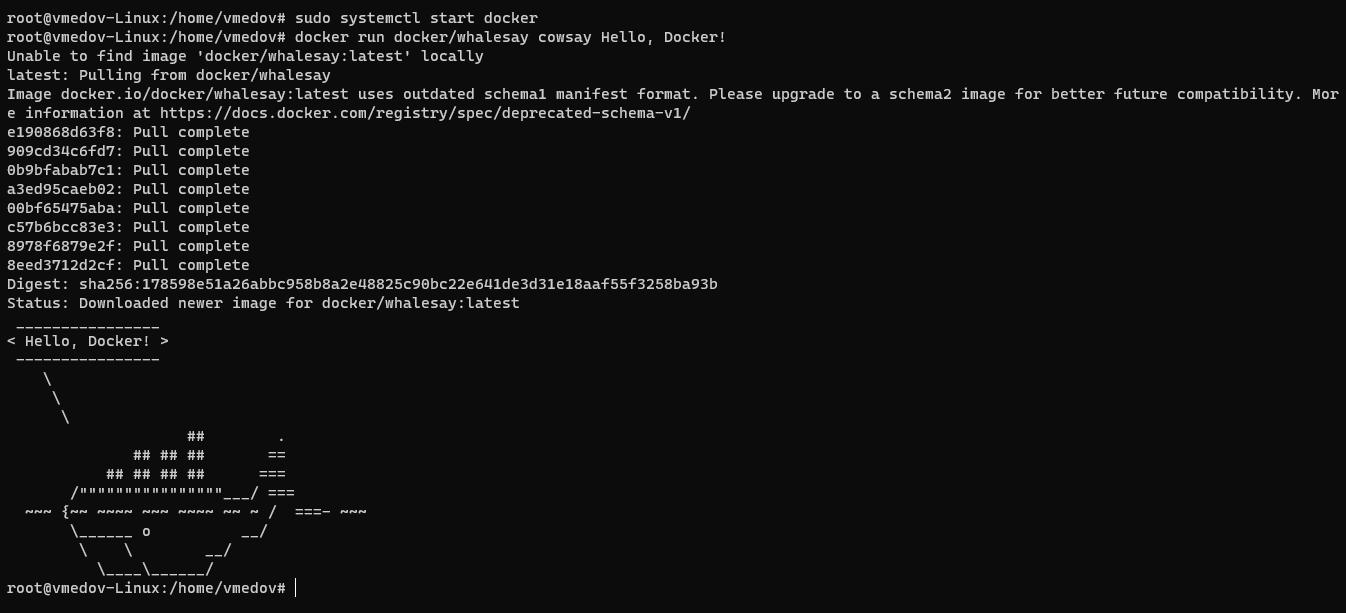 root@vmedov-Linux:/home/vmedov# sudo systemctl start docker
root@vmedov-Linux:/home/vmedov# docker run docker/whalesay cowsay Hello, Docker!
Unable to find image 'docker/whalesay:latest' locally
latest: Pulling from docker/whalesay
Image docker.io/docker/whalesay:latest uses outdated schema1 manifest format. Please upgrade to a schema2 image for better future compatibility. Mor
e information at https://docs.docker.com/registry/spec/deprecated-schema-v1/
e190868d63f8: Pull complete
909cd34c6fd7: Pull complete
0b9bfabab7c1: Pull complete
a3ed95caeb02: Pull complete
00bf65475aba: Pull complete
c57b6bcc83e3: Pull complete
8978f6879e2f: Pull complete
8eed3712d2cf: Pull complete
Digest: sha256:178598e51a26abbc958b8a2e48825c90bc22e641de3d31e18aaf55f3258ba93b
Status: Downloaded newer image for docker/whalesay:latest
 ________________
< Hello, Docker! >
 ----------------
    \
     \
      \
                    ##         .
              ## ## ##       ==
           ## ## ## ##      ===
       /""""""""""""""""___/ ===
  ~~~ {~~ ~~~~ ~~~ ~~~~ ~~ ~ /  ===- ~~~
       \______ o          __/
        \    \        __/
          \____\______/
root@vmedov-Linux:/home/vmedov#